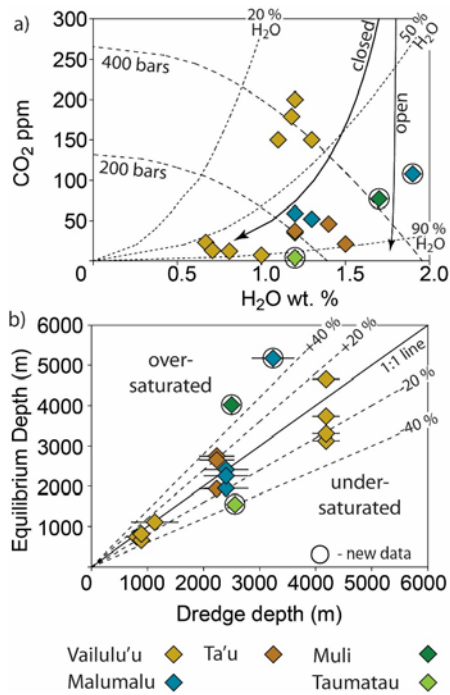 a)
20 %
H2O
50 %
H2O
300
250
200
150
100
50
0
CO2 ppm
400 bars
200 bars
closed
open
90 %
H2O
0.5
1.0
1.5
2.0
H2O wt. %
b)
6000
5000
4000
3000
2000
1000
Equilibrium Depth (m)
over-
saturated
+40 %
+20 %
1:1 line
- 20 %
- 40 %
under-
saturated
- new data
0
1000
2000
3000
4000
5000
6000
Dredge depth (m)
Vailulu'u
Ta'u
Muli
Malumalu
Taumatau